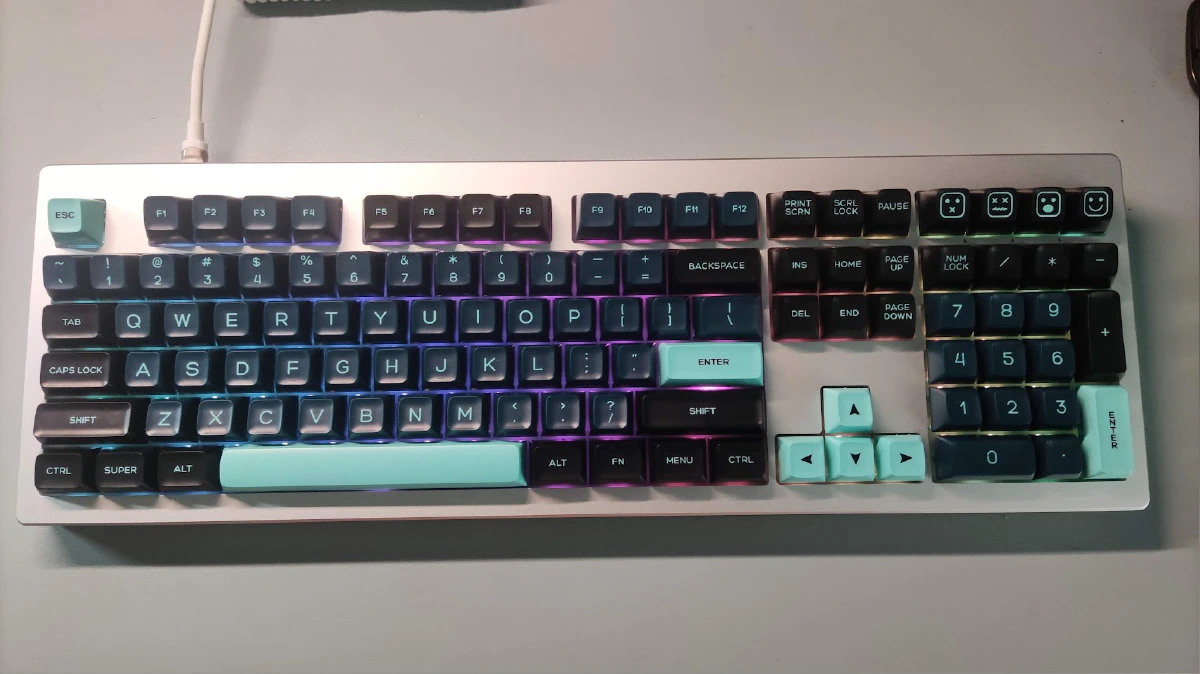 ESC F1 F2 F3 F4 F5 F6 F7 F8 F9 F10 F11 F12 PRINT SCRN SCRL LOCK PAUSE
~ ` ! 1 @ 2 # 3 $ 4 % 5 ^ 6 & 7 * 8 ( 9 ) 0 — - + = BACKSPACE INS HOME PAGE UP NUM LOCK / * -
TAB Q W E R T Y U I O P { [ } ] | \ DEL END PAGE DOWN 7 8 9 +
CAPS LOCK A S D F G H J K L : ; " ' ENTER 4 5 6
SHIFT Z X C V B N M < , > . ? / SHIFT 1 2 3 ENTER
CTRL SUPER ALT ALT FN MENU CTRL 0 .